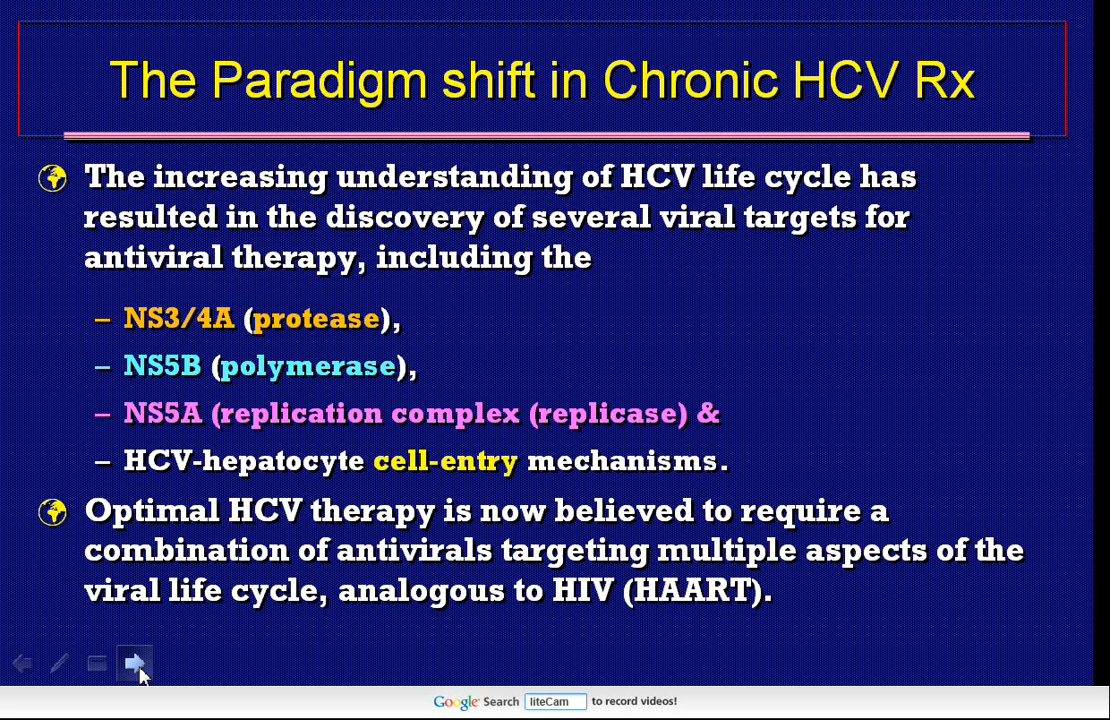 The Paradigm shift in Chronic HCV Rx
The increasing understanding of HCV life cycle has
resulted in the discovery of several viral targets for
antiviral therapy, including the
– NS3/4A (protease),
– NS5B (polymerase),
– NS5A (replication complex (replicase) &
– HCV-hepatocyte cell-entry mechanisms.
Optimal HCV therapy is now believed to require a
combination of antivirals targeting multiple aspects of the
viral life cycle, analogous to HIV (HAART).
Google Search liteCam to record videos!